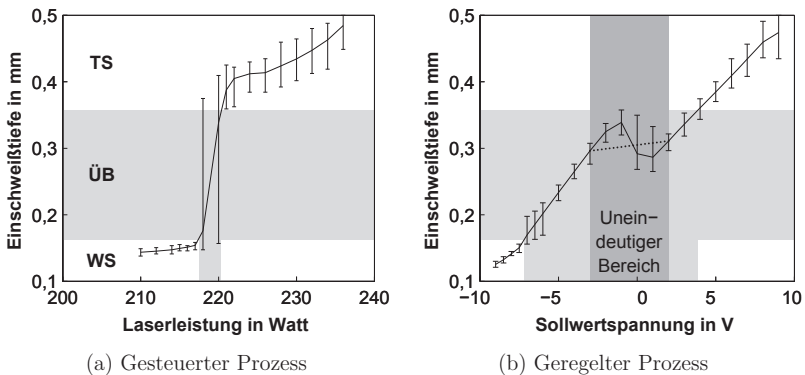 Einschweißtiefe in mm
0,5
0,4
0,3
0,2
0,1
TS
ÜB
WS
200
210
220
230
240
Laserleistung in Watt
(a) Gesteuerter Prozess
Einschweißtiefe in mm
0,5
0,4
0,3
0,2
0,1
Unein–
deutiger
Bereich
−10
−5
0
5
10
Sollwertspannung in V
(b) Geregelter Prozess